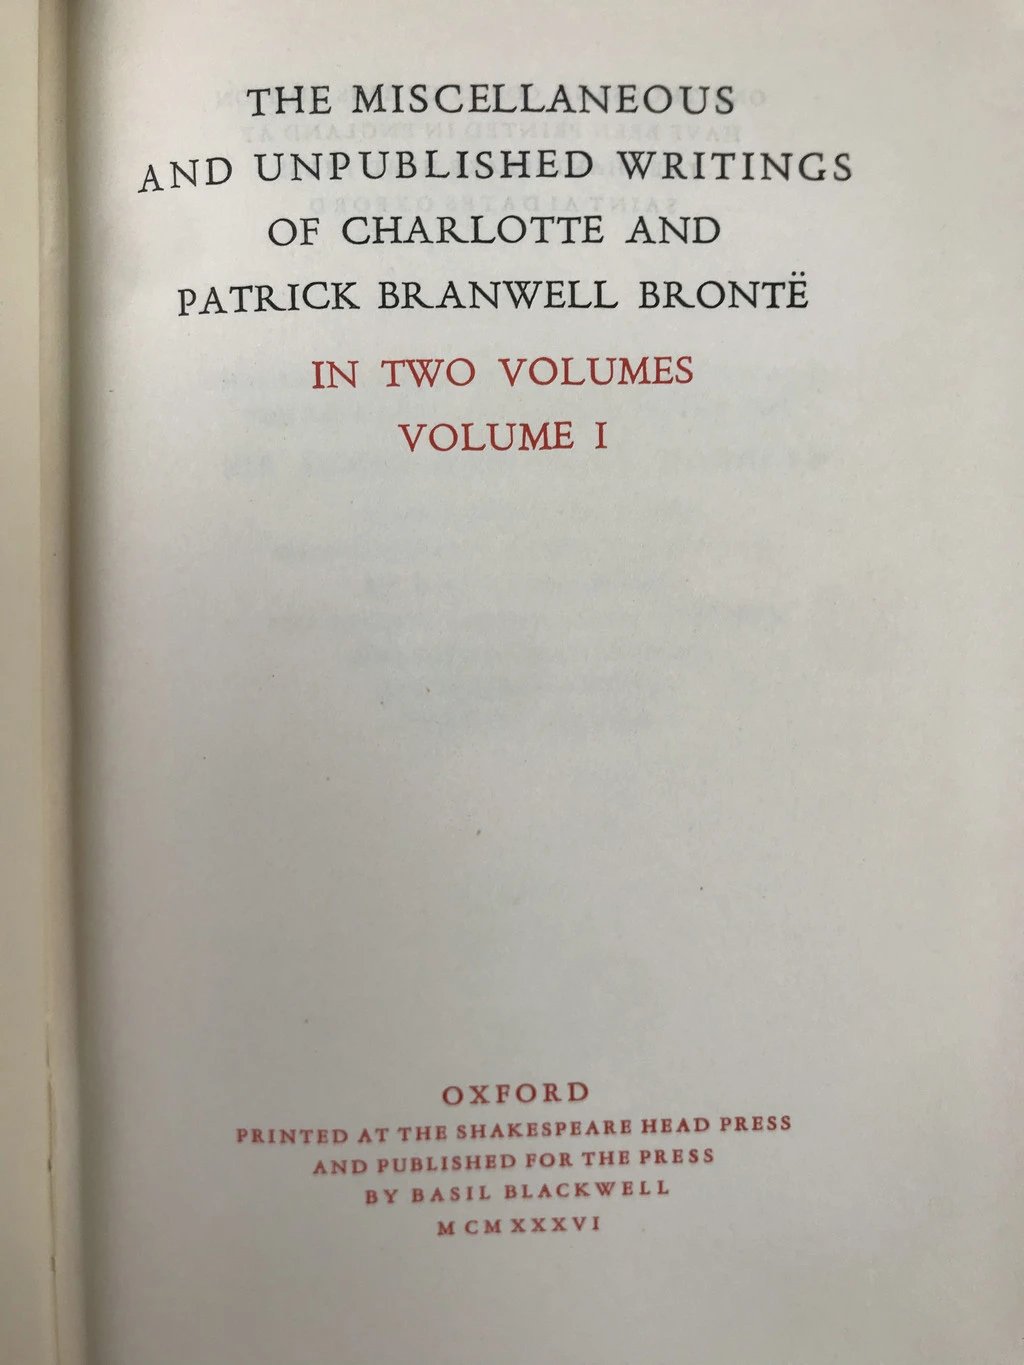 THE MISCELLANEOUS
AND UNPUBLISHED WRITINGS
OF CHARLOTTE AND
PATRICK BRANWELL BRONTË
IN TWO VOLUMES
VOLUME I
OXFORD
PRINTED AT THE SHAKESPEARE HEAD PRESS
AND PUBLISHED FOR THE PRESS
BY BASIL BLACKWELL
MCMXXXVI